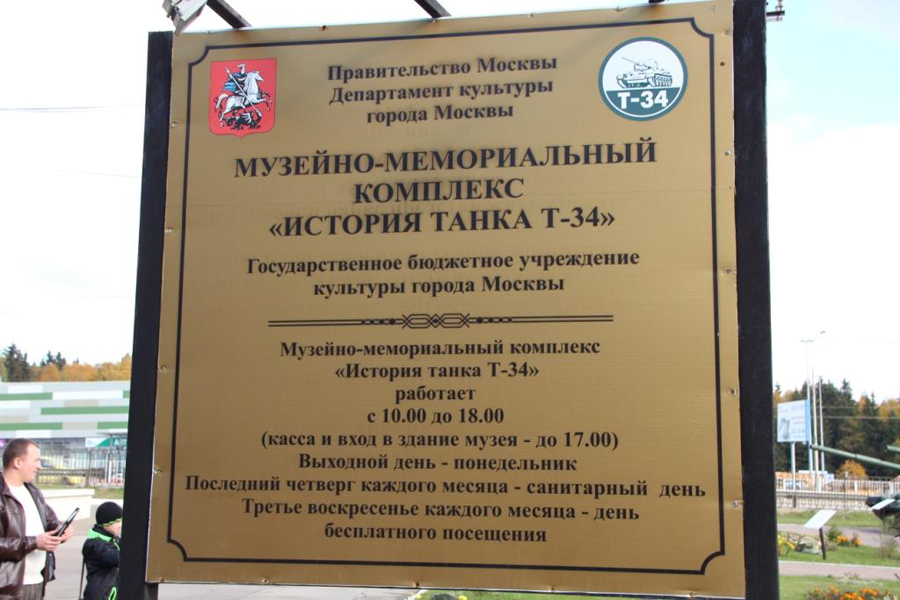 Правительство Москвы
Департамент культуры
города Москвы
Т-34
МУЗЕЙНО-МЕМОРИАЛЬНЫЙ
КОМПЛЕКС
«ИСТОРИЯ ТАНКА Т-34»
Государственное бюджетное учреждение
культуры города Москвы
Музейно-мемориальный комплекс
«История танка Т-34»
работает
с 10.00 до 18.00
(касса и вход в здание музея - до 17.00)
Выходной день - понедельник
Последний четверг каждого месяца - санитарный день
Третье воскресенье каждого месяца - день
бесплатного посещения